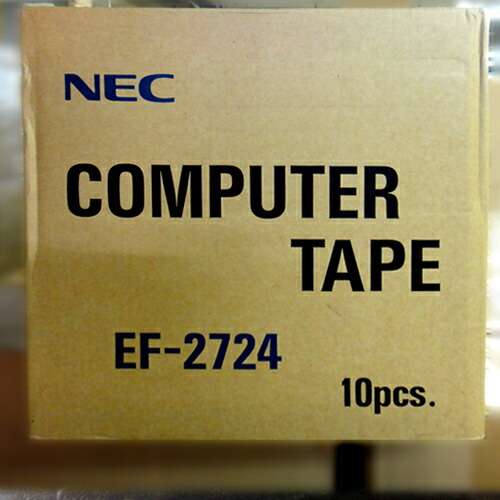 NEC
COMPUTER
TAPE
EF-2724
10pcs.